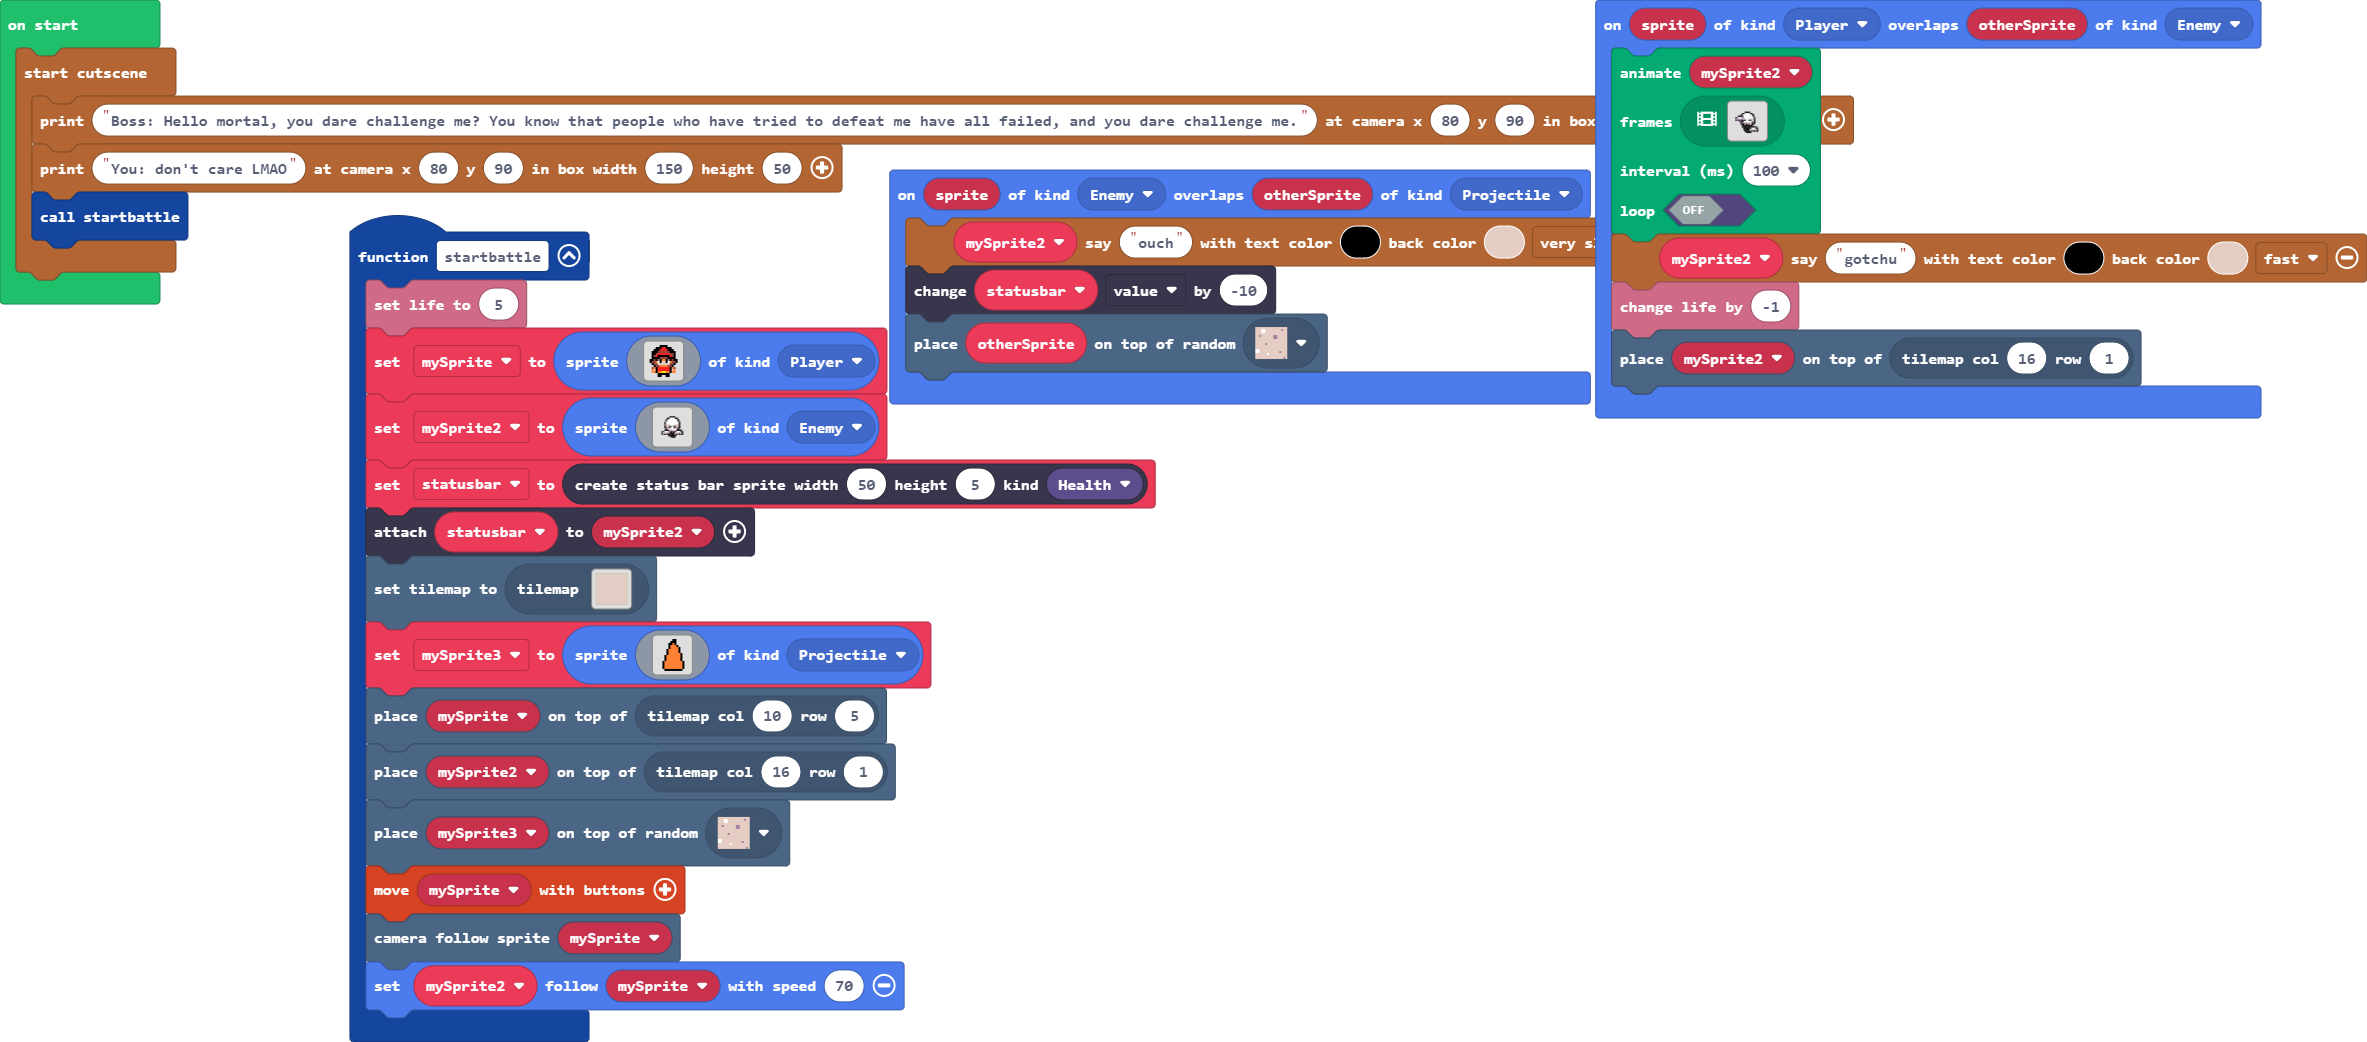 on start
start cutscene
print "Boss: Hello mortal, you dare challenge me? You know that people who have tried to defeat me have all failed, and you dare challenge me." at camera x 80 y 90 in box
print "You: don't care LMAO" at camera x 80 y 90 in box width 150 height 50
call startbattle
function startbattle
set life to 5
set mySprite to sprite of kind Player
set mySprite2 to sprite of kind Enemy
set statusbar to create status bar sprite width 50 height 5 kind Health
attach statusbar to mySprite2
set tilemap to tilemap
set mySprite3 to sprite of kind Projectile
place mySprite on top of tilemap col 10 row 5
place mySprite2 on top of tilemap col 16 row 1
place mySprite3 on top of random
move mySprite with buttons
camera follow sprite mySprite
set mySprite2 follow mySprite with speed 70
on sprite of kind Enemy overlaps otherSprite of kind Projectile
mySprite2 say "ouch" with text color back color very
change statusbar value by -10
place otherSprite on top of random
on sprite of kind Player overlaps otherSprite of kind Enemy
animate mySprite2
frames
interval (ms) 100
loop OFF
mySprite2 say "gotchu" with text color back color fast
change life by -1
place mySprite2 on top of tilemap col 16 row 1